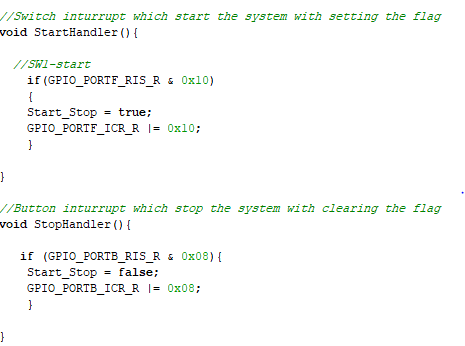 //Switch inturrupt which start the system with setting the flag
void StartHandler(){
//SW1-start
if(GPIO_PORTF_RIS_R & 0x10)
{
Start_Stop = true;
GPIO_PORTF_ICR_R |= 0x10;
}
}
//Button inturrupt which stop the system with clearing the flag
void StopHandler(){
if (GPIO_PORTB_RIS_R & 0x08){
Start_Stop = false;
GPIO_PORTB_ICR_R |= 0x08;
}
}